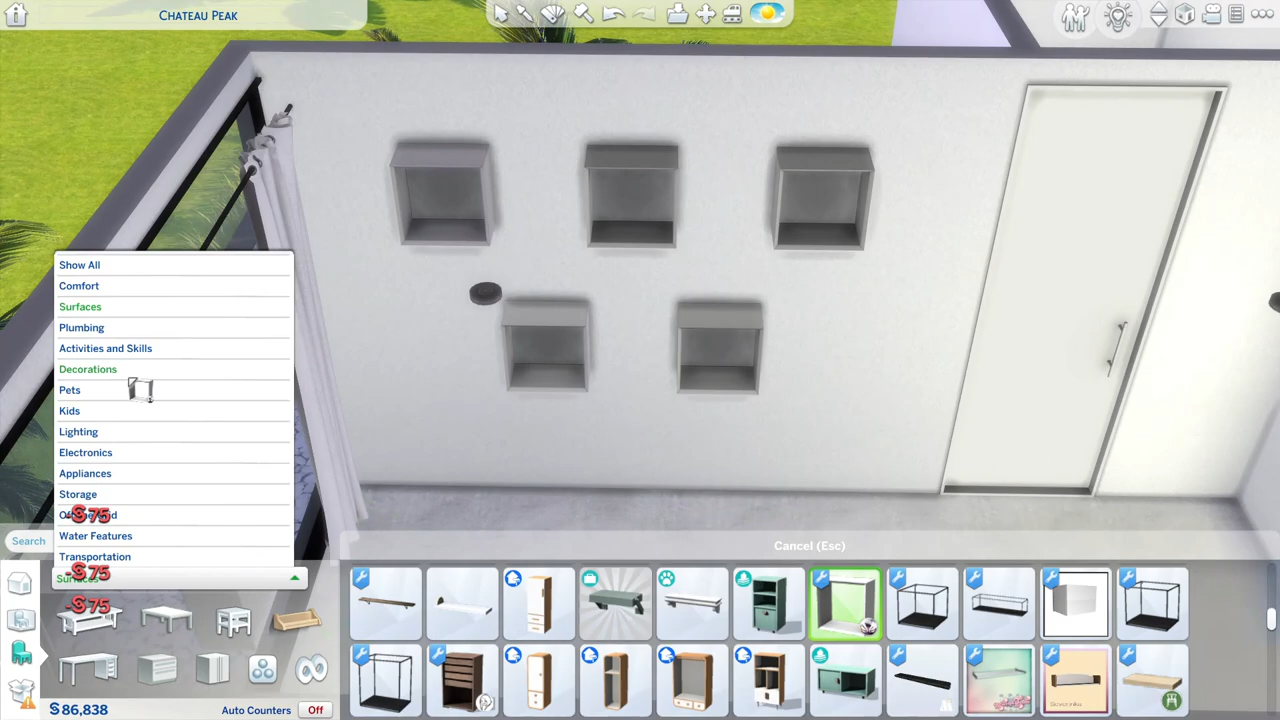 CHATEAU PEAK
Show All
Comfort
Surfaces
Plumbing
Activities and Skills
Decorations
Pets
Kids
Lighting
Electronics
Appliances
Storage
-§75
Water Features
Transportation
Search
Cancel (Esc)
Surfaces
-§75
-§75
§86,838
Auto Counters
Off